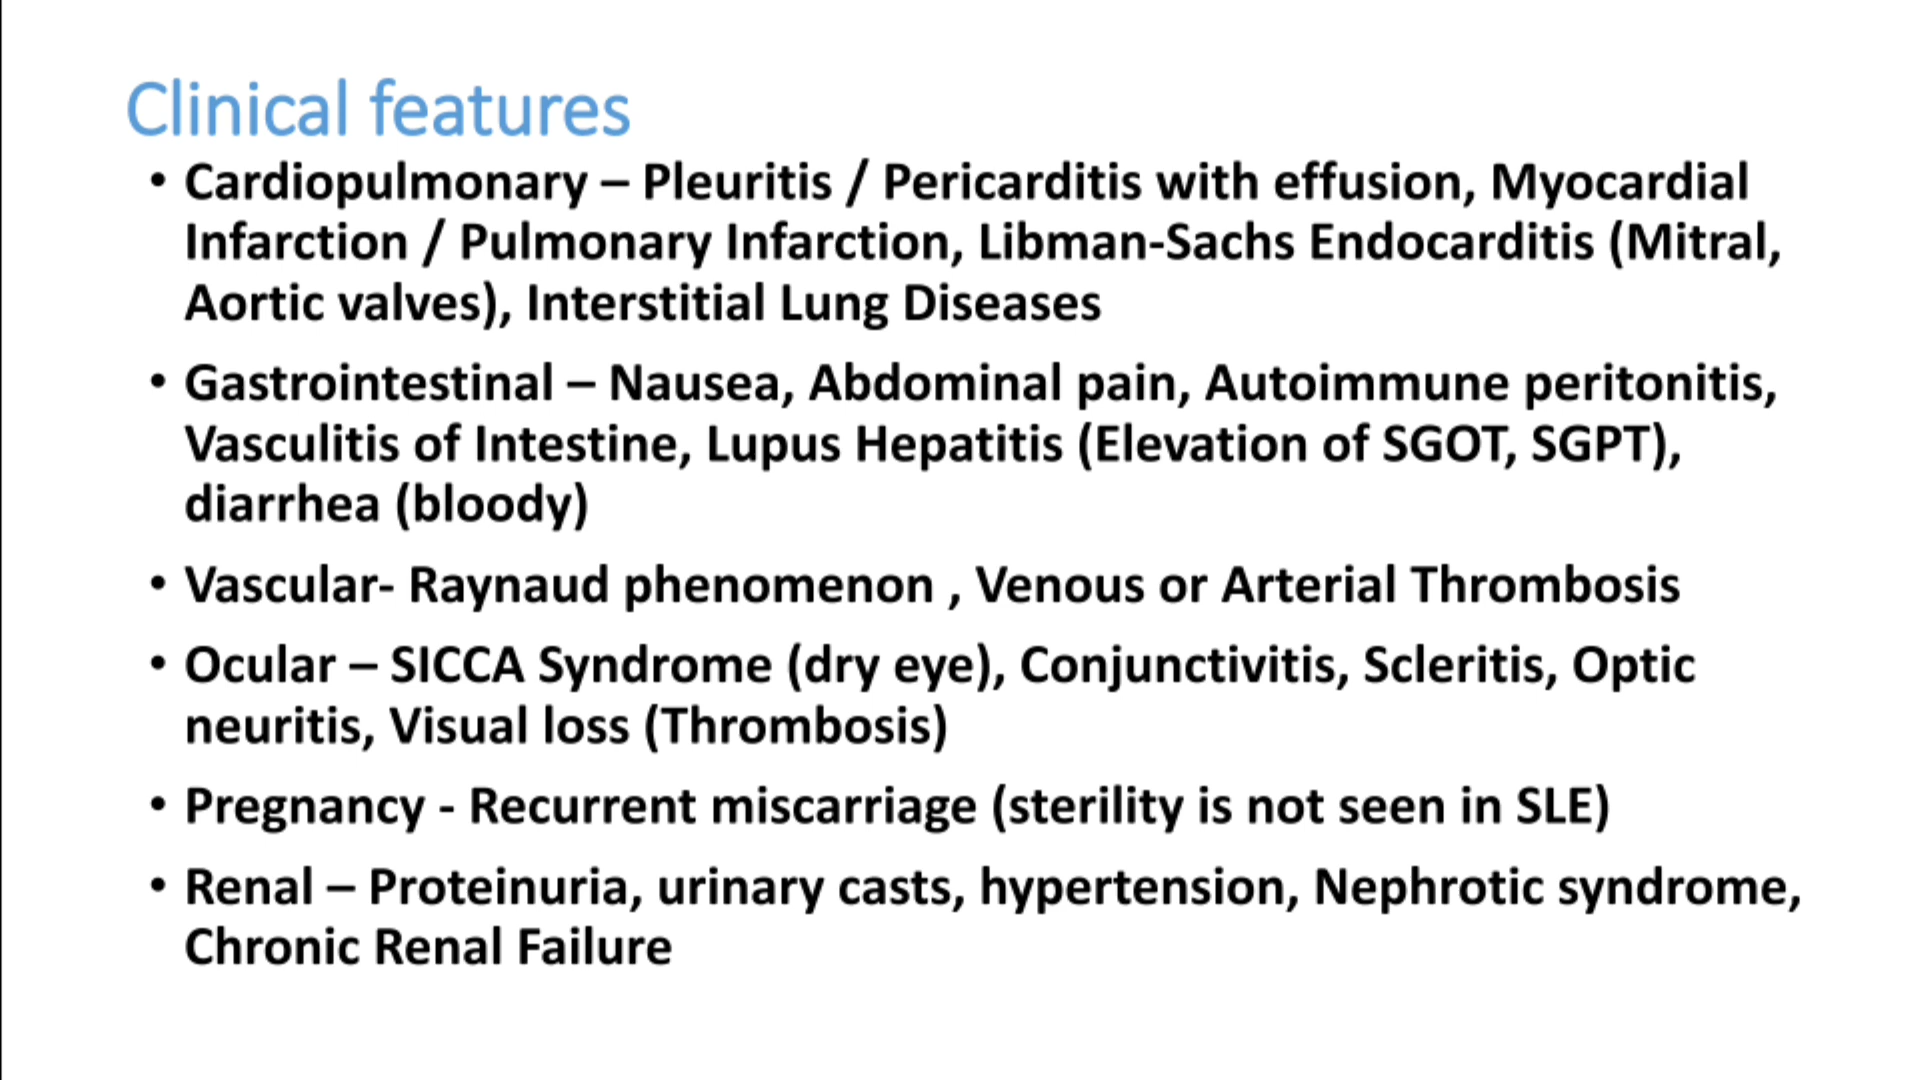 Clinical features
• Cardiopulmonary – Pleuritis / Pericarditis with effusion, Myocardial
Infarction / Pulmonary Infarction, Libman-Sachs Endocarditis (Mitral,
Aortic valves), Interstitial Lung Diseases
• Gastrointestinal – Nausea, Abdominal pain, Autoimmune peritonitis,
Vasculitis of Intestine, Lupus Hepatitis (Elevation of SGOT, SGPT),
diarrhea (bloody)
• Vascular- Raynaud phenomenon , Venous or Arterial Thrombosis
• Ocular – SICCA Syndrome (dry eye), Conjunctivitis, Scleritis, Optic
neuritis, Visual loss (Thrombosis)
• Pregnancy - Recurrent miscarriage (sterility is not seen in SLE)
• Renal – Proteinuria, urinary casts, hypertension, Nephrotic syndrome,
Chronic Renal Failure